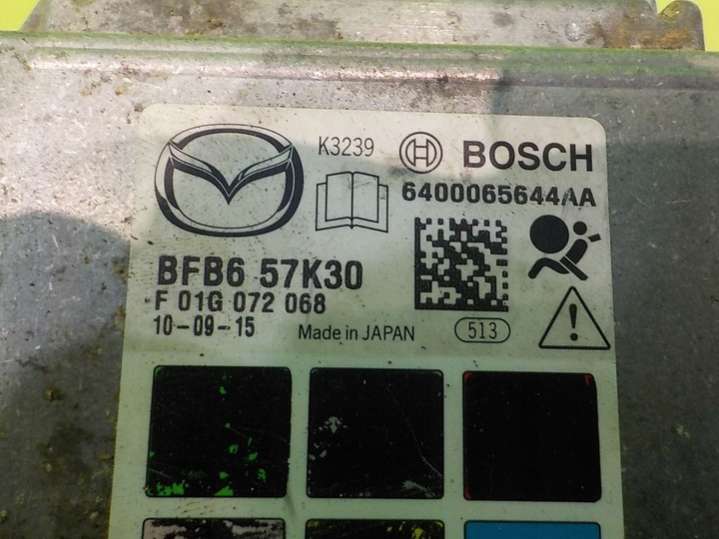 K3239 BOSCH
6400065644AA
BFB6 57K30
F 01G 072 068
10-09-15 Made in JAPAN 513